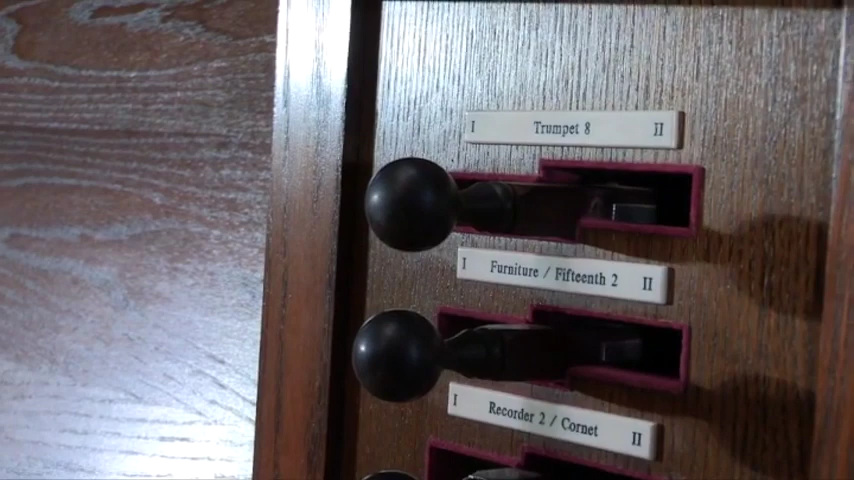 I Trumpet 8 II
I Furniture / Fifteenth 2 II
I Recorder 2 / Cornet II